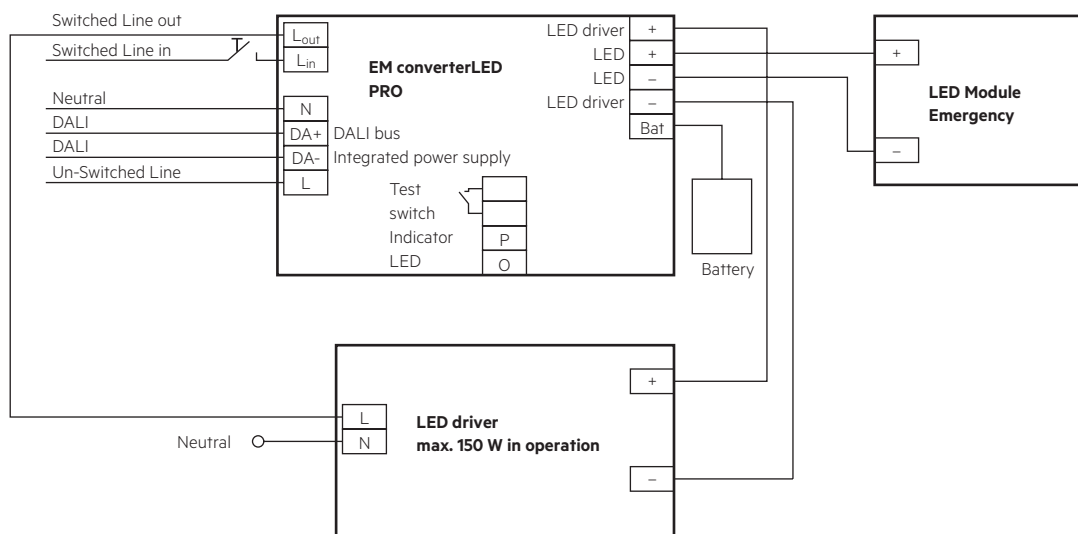 Switched Line out
Switched Line in
Lout
Lin
EM converterLED
PRO
LED driver +
LED +
LED –
LED driver –
Bat
Neutral
DALI
DALI
Un-Switched Line
N
DA+ DALI bus
DA- Integrated power supply
L
Test
switch
Indicator P
LED O
Battery
+
–
LED Module
Emergency
L
N
Neutral
LED driver
max. 150 W in operation
+
–